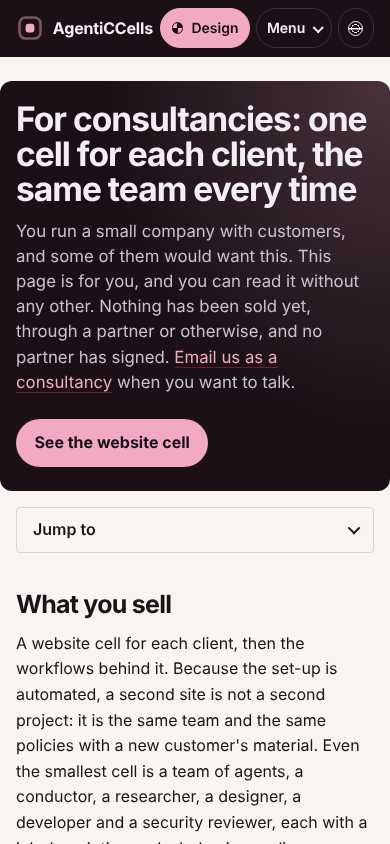 AgentiCCells
Design
Menu
For consultancies: one
cell for each client, the
same team every time
You run a small company with customers,
and some of them would want this. This
page is for you, and you can read it without
any other. Nothing has been sold yet,
through a partner or otherwise, and no
partner has signed. Email us as a
consultancy when you want to talk.
See the website cell
Jump to
What you sell
A website cell for each client, then the
workflows behind it. Because the set-up is
automated, a second site is not a second
project: it is the same team and the same
policies with a new customer's material. Even
the smallest cell is a team of agents, a
conductor, a researcher, a designer, a
developer and a security reviewer, each with a